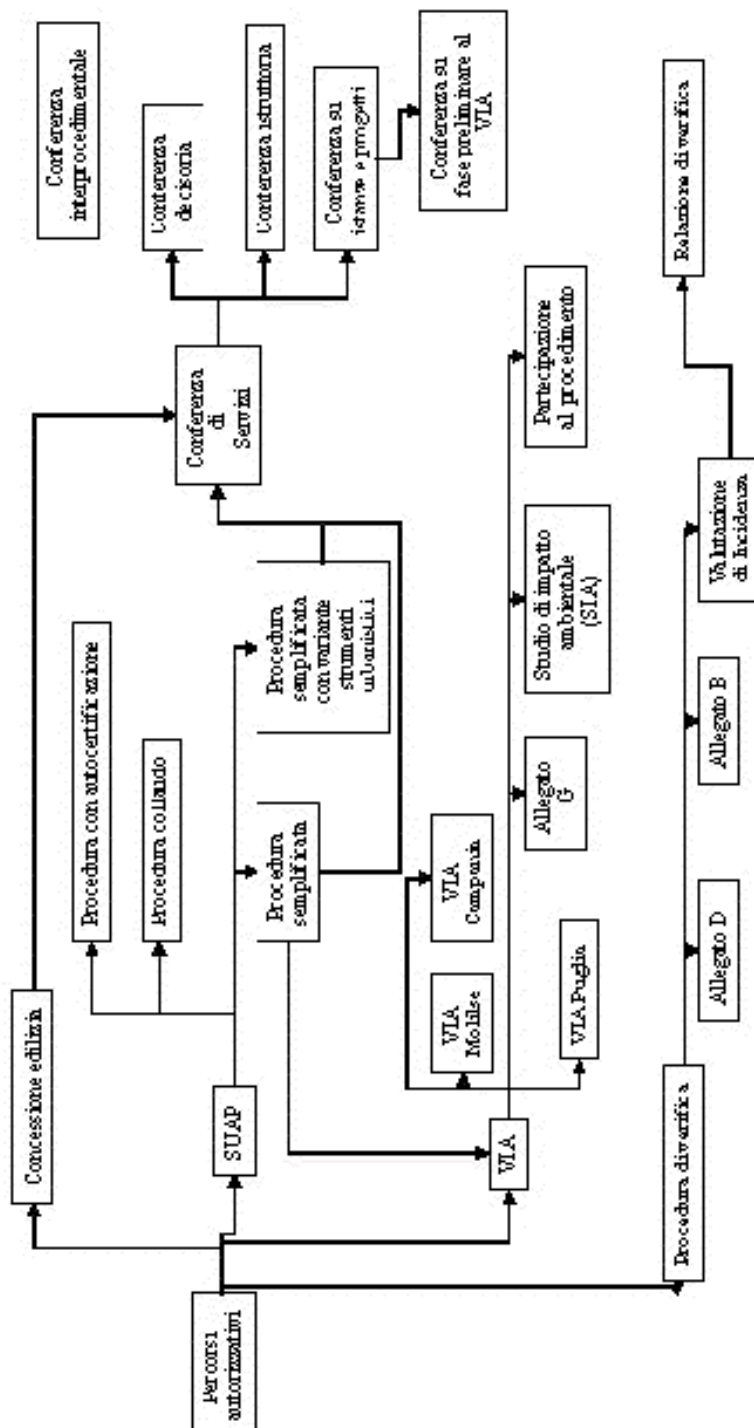 Conferenza
interprocedimentale
Concessione edilizia
Procedura con autocertificazione
Procedura collaudo
Conferenza
decisoria
Percorsi
autorizzativi
SUAP
Conferenza
di
Servizi
Conferenza istruttoria
Procedura
semplificata
Procedura
semplificata
con variante
strumenti
urbanistici
Conferenza su
istanze e progetti
Conferenza su
fase preliminare al
VIA
VIA
Molilse
VIA
Campania
VIA
Allegato
G
Studio di impatto
ambientale
(SIA)
Partecipazione
al procedimento
VIA Puglia
Procedura di verifica
Allegato D
Allegato B
Valutazione
di Incidenza
Relazione di verifica